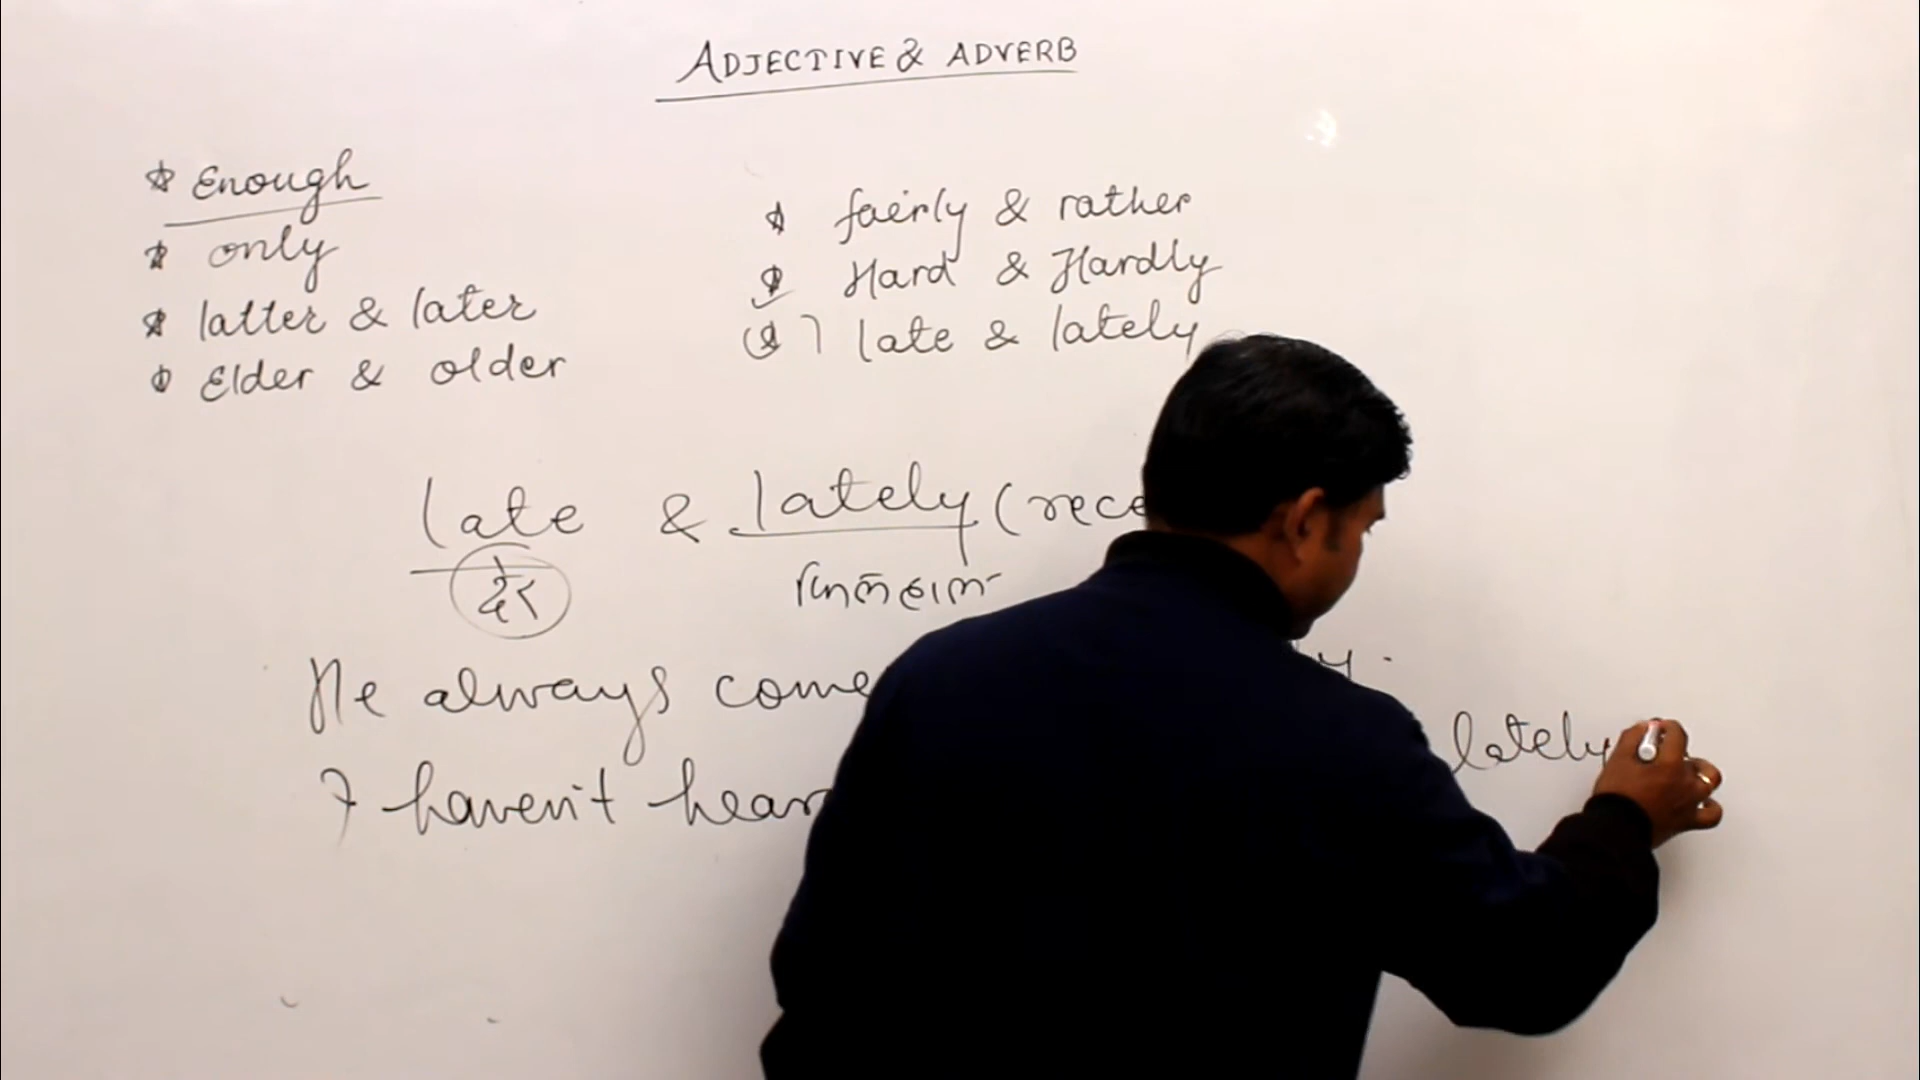 ADJECTIVE & ADVERB
* Enough
* only
* latter & later
* Elder & older
* fairly & rather
* Hard & Hardly
(*) late & lately
late & lately (rece
देर
He always come
I haven't hear
lately